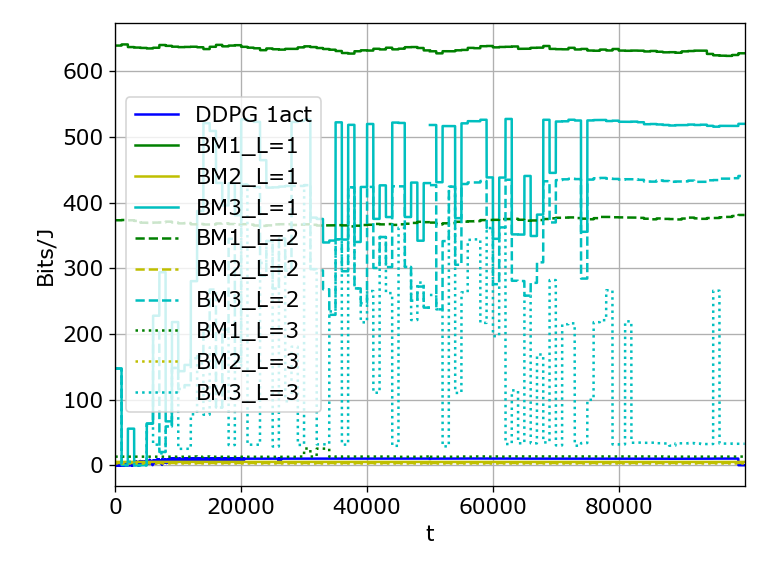 600
500
400
300
200
100
0
Bits/J
DDPG 1act
BM1_L=1
BM2_L=1
BM3_L=1
BM1_L=2
BM2_L=2
BM3_L=2
BM1_L=3
BM2_L=3
BM3_L=3
0 20000 40000 60000 80000
t